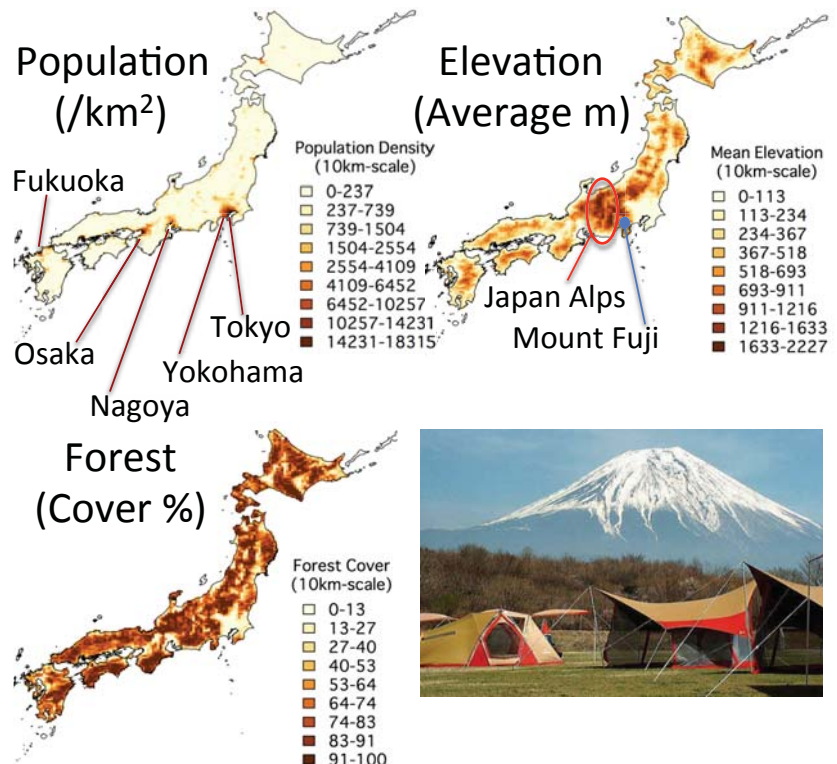 Population
(/km²)
Fukuoka
Osaka
Nagoya
Yokohama
Tokyo
Population Density
(10km-scale)
0-237
237-739
739-1504
1504-2554
2554-4109
4109-6452
6452-10257
10257-14231
14231-18315
Elevation
(Average m)
Japan Alps
Mount Fuji
Mean Elevation
(10km-scale)
0-113
113-234
234-367
367-518
518-693
693-911
911-1216
1216-1633
1633-2227
Forest
(Cover %)
Forest Cover
(10km-scale)
0-13
13-27
27-40
40-53
53-64
64-74
74-83
83-91
91-100